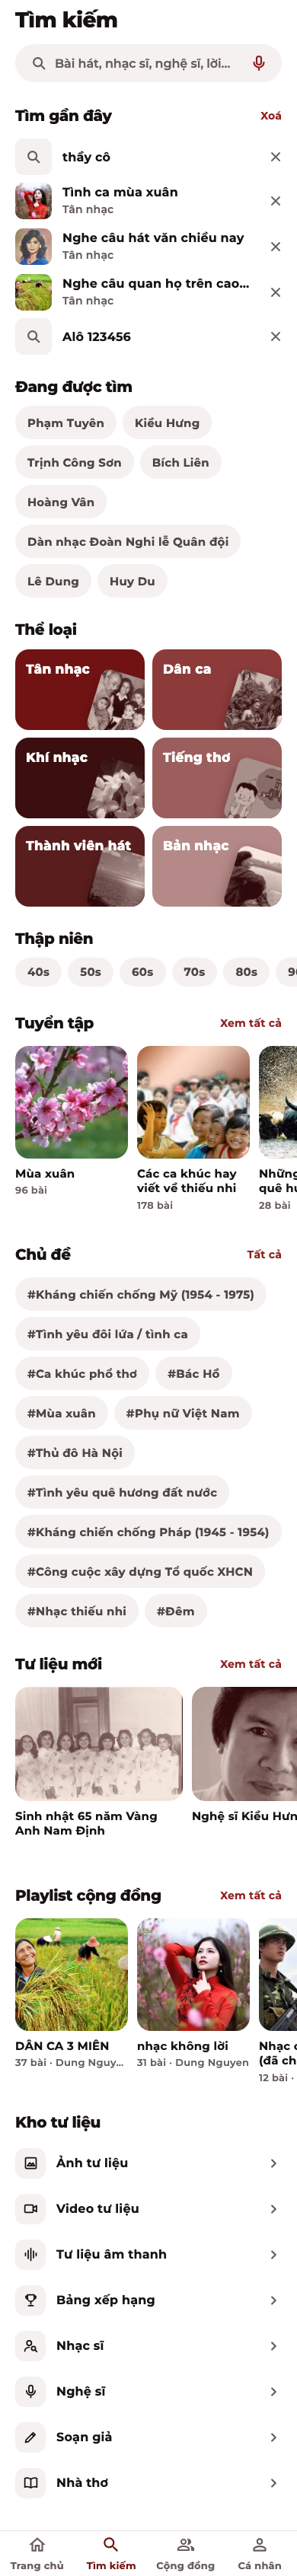 Tìm kiếm
Bài hát, nhạc sĩ, nghệ sĩ, lời...
Tìm gần đây
Xoá
thầy cô
Tình ca mùa xuân
Tân nhạc
Nghe câu hát văn chiều nay
Tân nhạc
Nghe câu quan họ trên cao...
Tân nhạc
Alô 123456
Đang được tìm
Phạm Tuyên
Kiều Hưng
Trịnh Công Sơn
Bích Liên
Hoàng Vân
Dàn nhạc Đoàn Nghi lễ Quân đội
Lê Dung
Huy Du
Thể loại
Tân nhạc
Dân ca
Khí nhạc
Tiếng thơ
Thành viên hát
Bản nhạc
Thập niên
40s
50s
60s
70s
80s
Tuyển tập
Xem tất cả
Mùa xuân
96 bài
Các ca khúc hay
viết về thiếu nhi
178 bài
Những
quê hư
28 bài
Chủ đề
Tất cả
#Kháng chiến chống Mỹ (1954 - 1975)
#Tình yêu đôi lứa / tình ca
#Ca khúc phổ thơ
#Bác Hồ
#Mùa xuân
#Phụ nữ Việt Nam
#Thủ đô Hà Nội
#Tình yêu quê hương đất nước
#Kháng chiến chống Pháp (1945 - 1954)
#Công cuộc xây dựng Tổ quốc XHCN
#Nhạc thiếu nhi
#Đêm
Tư liệu mới
Xem tất cả
Sinh nhật 65 năm Vàng
Anh Nam Định
Nghệ sĩ Kiều Hưn
Playlist cộng đồng
Xem tất cả
DÂN CA 3 MIỀN
37 bài · Dung Nguy...
nhạc không lời
31 bài · Dung Nguyen
Nhạc
(đã ch
12 bài ·
Kho tư liệu
Ảnh tư liệu
Video tư liệu
Tư liệu âm thanh
Bảng xếp hạng
Nhạc sĩ
Nghệ sĩ
Soạn giả
Nhà thơ
Trang chủ
Tìm kiếm
Cộng đồng
Cá nhân